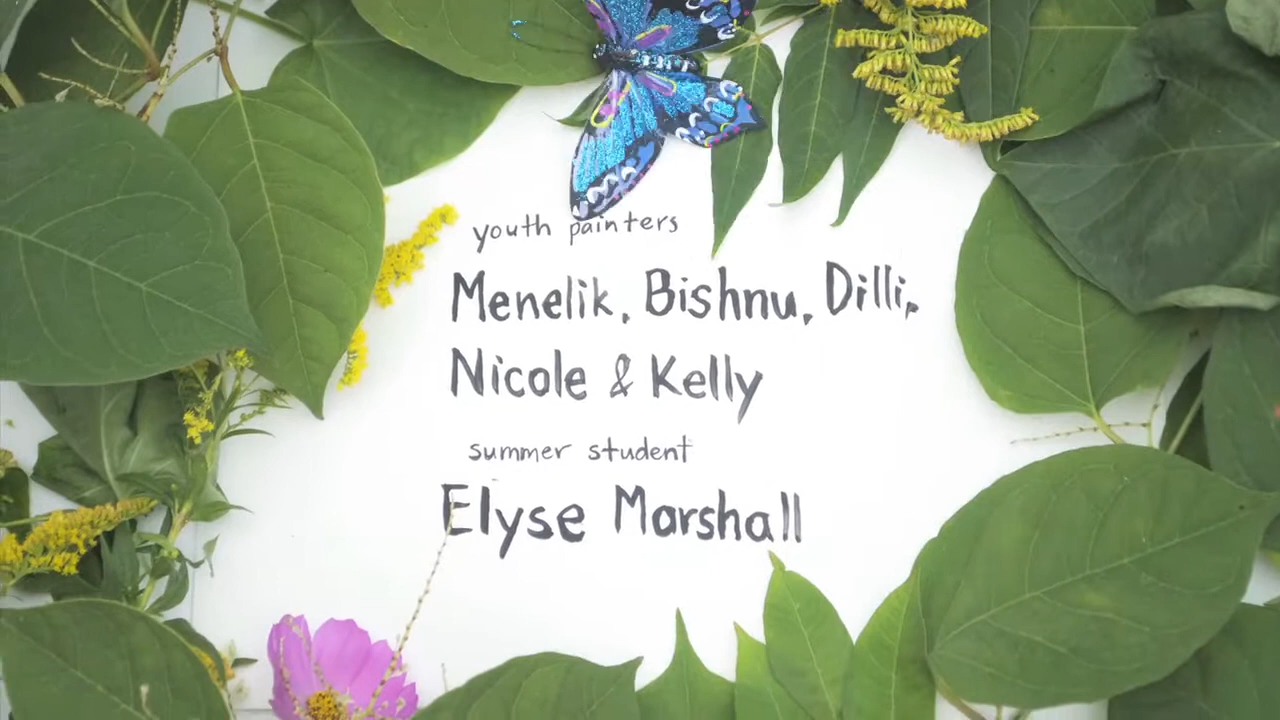 youth painters
Menelik, Bishnu, Dilli,
Nicole & Kelly
summer student
Elyse Marshall